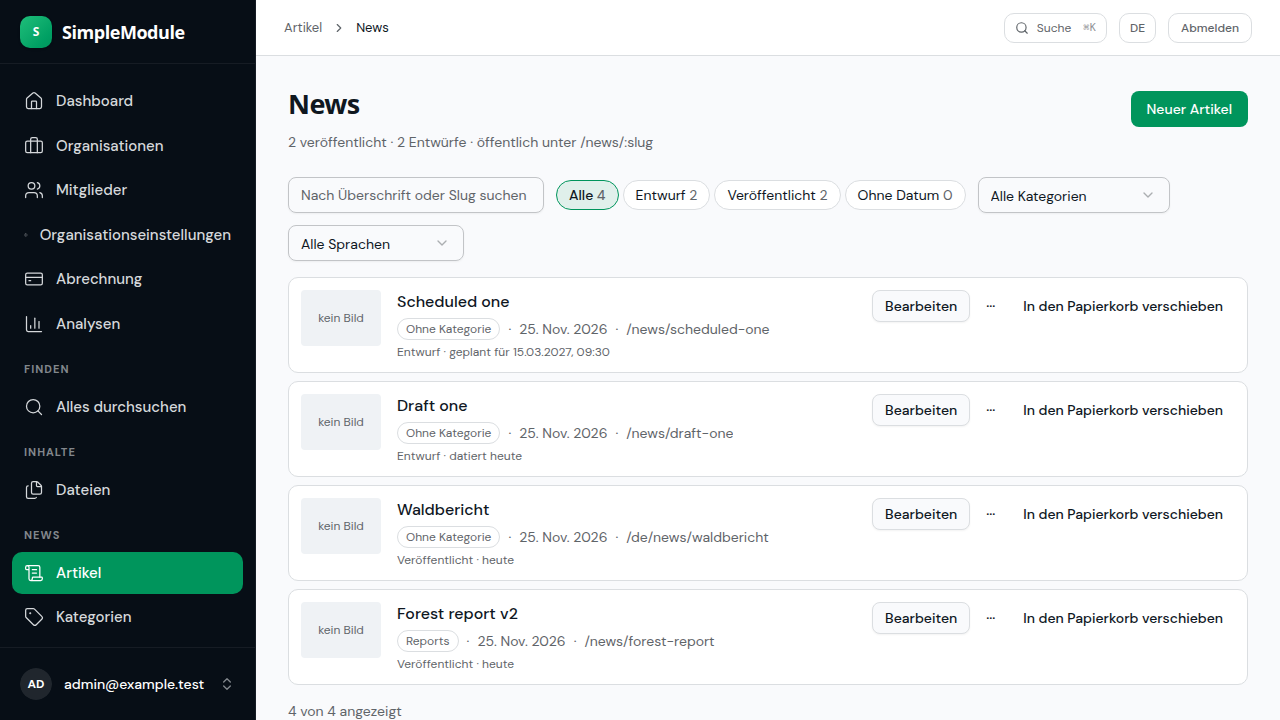 S SimpleModule
Artikel > News
Suche ⌘K
DE
Abmelden
Dashboard
Organisationen
Mitglieder
Organisationseinstellungen
Abrechnung
Analysen
FINDEN
Alles durchsuchen
INHALTE
Dateien
NEWS
Artikel
Kategorien
AD admin@example.test
News
Neuer Artikel
2 veröffentlicht · 2 Entwürfe · öffentlich unter /news/:slug
Nach Überschrift oder Slug suchen
Alle 4
Entwurf 2
Veröffentlicht 2
Ohne Datum 0
Alle Kategorien
Alle Sprachen
kein Bild
Scheduled one
Ohne Kategorie · 25. Nov. 2026 · /news/scheduled-one
Entwurf · geplant für 15.03.2027, 09:30
Bearbeiten ··· In den Papierkorb verschieben
kein Bild
Draft one
Ohne Kategorie · 25. Nov. 2026 · /news/draft-one
Entwurf · datiert heute
Bearbeiten ··· In den Papierkorb verschieben
kein Bild
Waldbericht
Ohne Kategorie · 25. Nov. 2026 · /de/news/waldbericht
Veröffentlicht · heute
Bearbeiten ··· In den Papierkorb verschieben
kein Bild
Forest report v2
Reports · 25. Nov. 2026 · /news/forest-report
Veröffentlicht · heute
Bearbeiten ··· In den Papierkorb verschieben
4 von 4 angezeigt